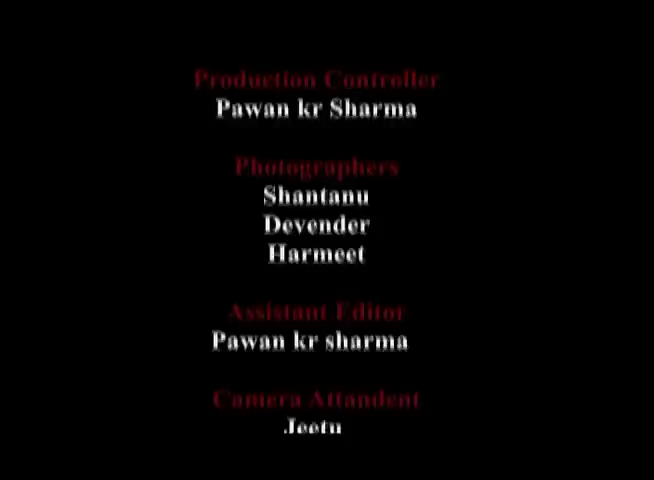 Production Controller
Pawan kr Sharma
Photographers
Shantanu
Devender
Harmeet
Assistant Editor
Pawan kr sharma
Camera Attandent
Jeetu